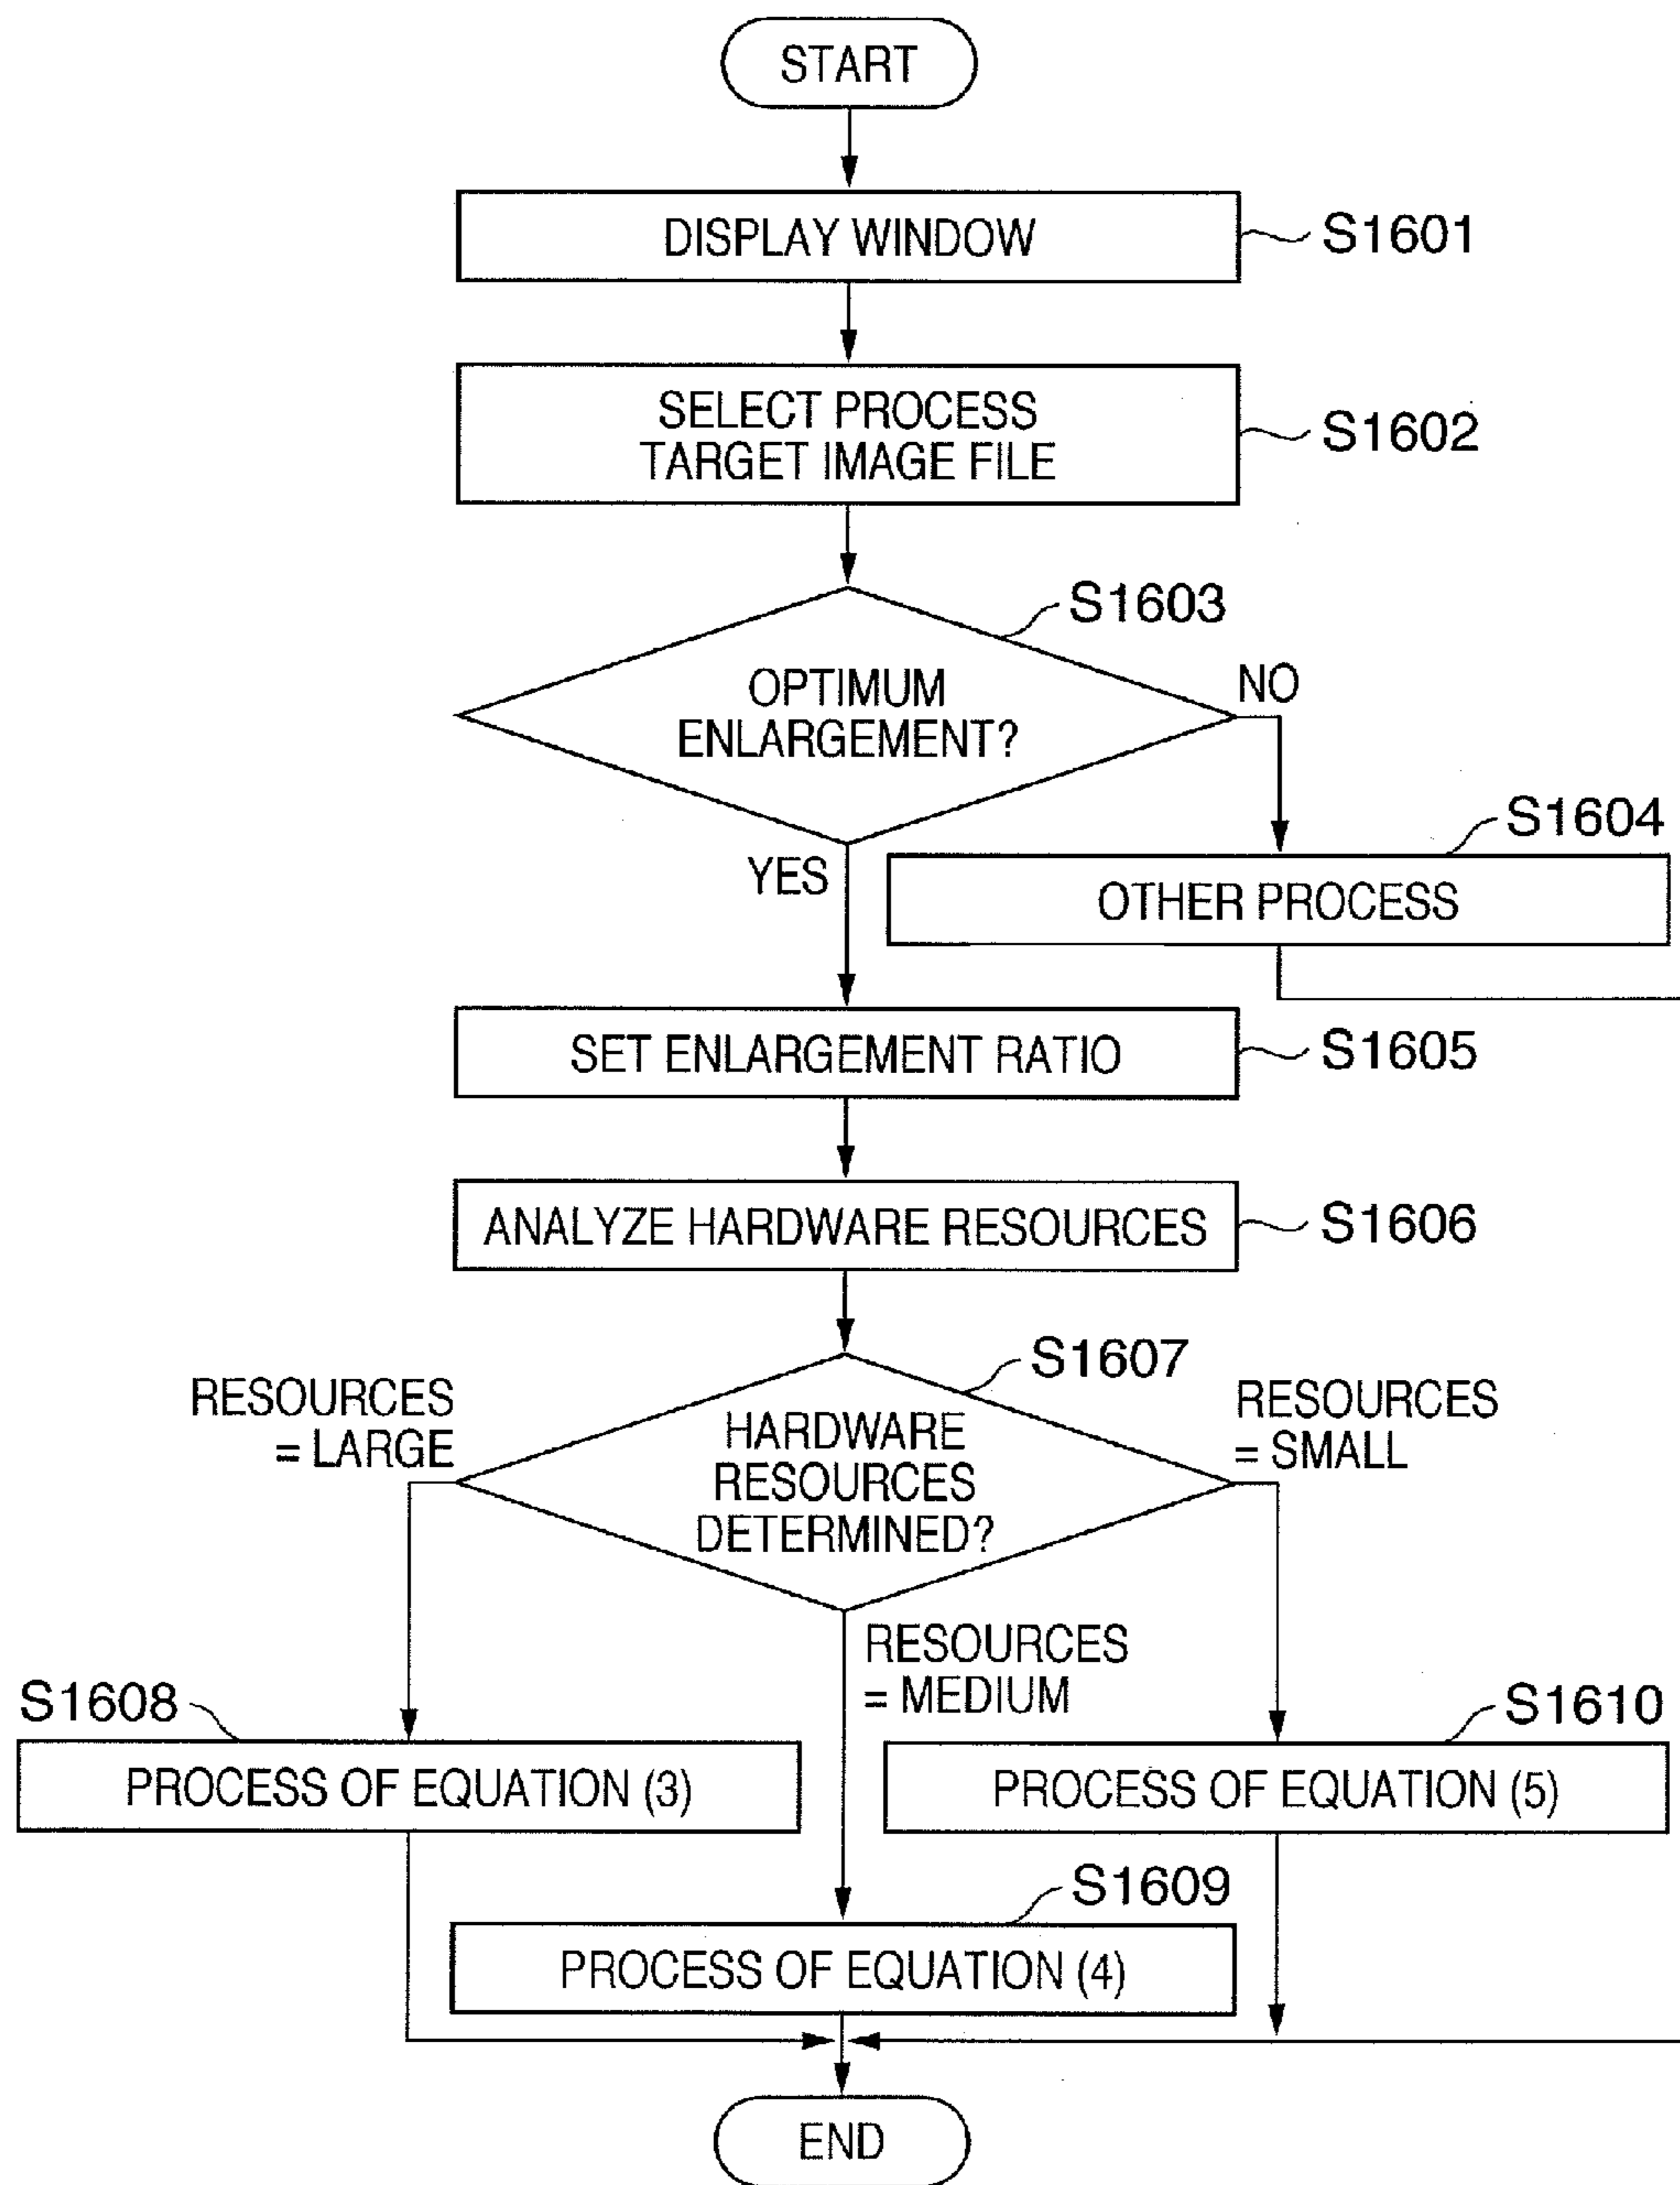 START
DISPLAY WINDOW
S1601
SELECT PROCESS
TARGET IMAGE FILE
S1602
S1603
OPTIMUM
ENLARGEMENT?
NO
YES
S1604
OTHER PROCESS
SET ENLARGEMENT RATIO
S1605
ANALYZE HARDWARE RESOURCES
S1606
S1607
HARDWARE
RESOURCES
DETERMINED?
RESOURCES
= LARGE
RESOURCES
= SMALL
RESOURCES
= MEDIUM
S1608
PROCESS OF EQUATION (3)
S1610
PROCESS OF EQUATION (5)
S1609
PROCESS OF EQUATION (4)
END